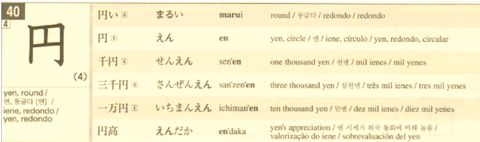 40
4
円
(4)
yen, round /
엔, 둥글다 [엔] /
iene, redondo /
yen, redondo
円い ④ まるい marui round / 둥글다 / redondo / redondo
円 ④ えん en yen, circle / 엔 / iene, círculo / yen, redondo, circular
千円 ④ せんえん sen'en one thousand yen / 천엔 / mil ienes / mil yenes
三千円 さんぜんえん san'zen'en three thousand yen / 삼천엔 / três mil ienes / tres mil yenes
一万円 いちまんえん ichiman'en ten thousand yen / 만엔 / dez mil ienes / diez mil yenes
円高 えんだか en'daka yen's appreciation / 엔 시세가 외국 통화에 비해 높음 /
valorização do iene / sobrevaluación del yen